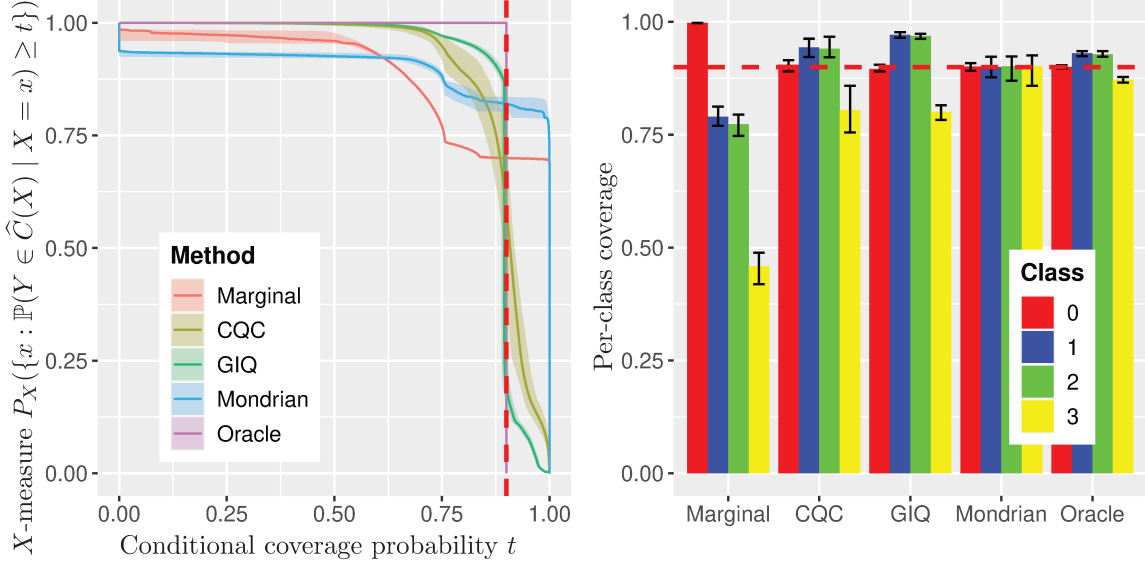 X-measure P_X({x : ℙ(Y ∈ Ĉ(X) | X = x) ≥ t})
1.00
0.75
0.50
0.25
0.00
Method
Marginal
CQC
GIQ
Mondrian
Oracle
0.00 0.25 0.50 0.75 1.00
Conditional coverage probability t
Per-class coverage
1.00
0.75
0.50
0.25
0.00
Class
0
1
2
3
Marginal CQC GIQ Mondrian Oracle